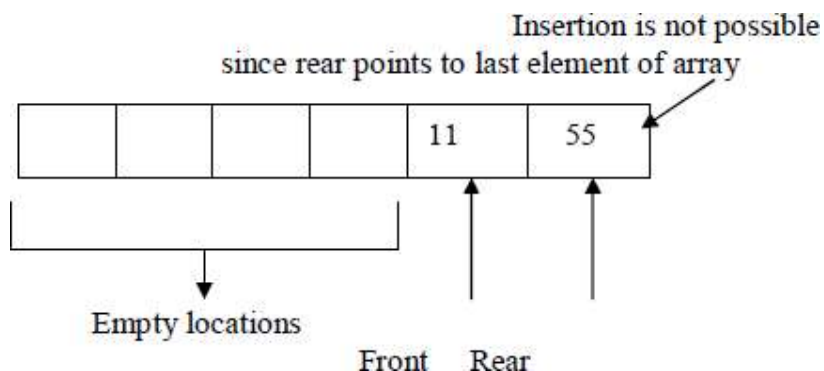 Insertion is not possible
since rear points to last element of array
11 55
Empty locations
Front Rear